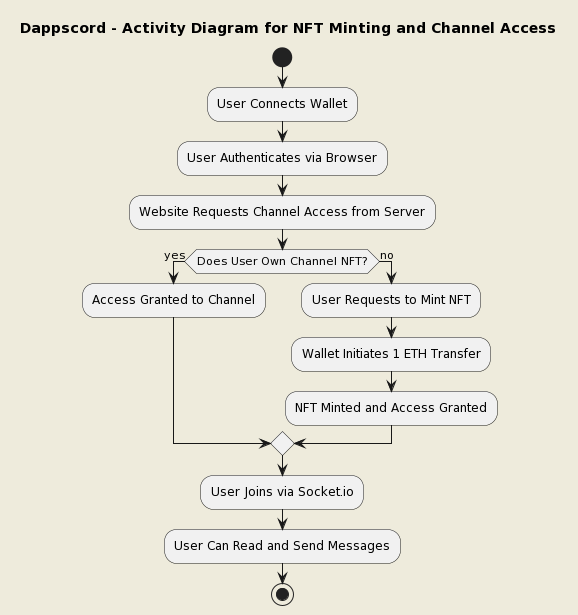 Dappscord - Activity Diagram for NFT Minting and Channel Access
User Connects Wallet
User Authenticates via Browser
Website Requests Channel Access from Server
yes
Does User Own Channel NFT?
no
Access Granted to Channel
User Requests to Mint NFT
Wallet Initiates 1 ETH Transfer
NFT Minted and Access Granted
User Joins via Socket.io
User Can Read and Send Messages